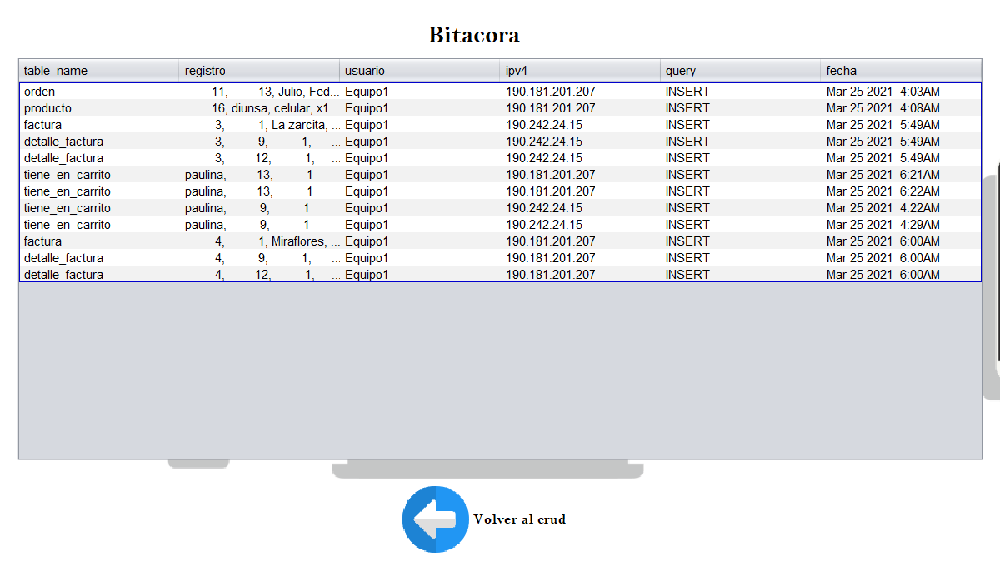 Bitacora
table_name registro usuario ipv4 query fecha
orden 11, 13, Julio, Fed... Equipo1 190.181.201.207 INSERT Mar 25 2021 4:03AM
producto 16, diunsa, celular, x1... Equipo1 190.181.201.207 INSERT Mar 25 2021 4:08AM
factura 3, 1, La zarcita, ... Equipo1 190.242.24.15 INSERT Mar 25 2021 5:49AM
detalle_factura 3, 9, 1, ... Equipo1 190.242.24.15 INSERT Mar 25 2021 5:49AM
detalle_factura 3, 12, 1, ... Equipo1 190.242.24.15 INSERT Mar 25 2021 5:49AM
tiene_en_carrito paulina, 13, 1 Equipo1 190.181.201.207 INSERT Mar 25 2021 6:21AM
tiene_en_carrito paulina, 13, 1 Equipo1 190.181.201.207 INSERT Mar 25 2021 6:22AM
tiene_en_carrito paulina, 9, 1 Equipo1 190.242.24.15 INSERT Mar 25 2021 4:22AM
tiene_en_carrito paulina, 9, 1 Equipo1 190.242.24.15 INSERT Mar 25 2021 4:29AM
factura 4, 1, Miraflores, ... Equipo1 190.181.201.207 INSERT Mar 25 2021 6:00AM
detalle_factura 4, 9, 1, ... Equipo1 190.181.201.207 INSERT Mar 25 2021 6:00AM
detalle_factura 4, 12, 1, ... Equipo1 190.181.201.207 INSERT Mar 25 2021 6:00AM
Volver al crud